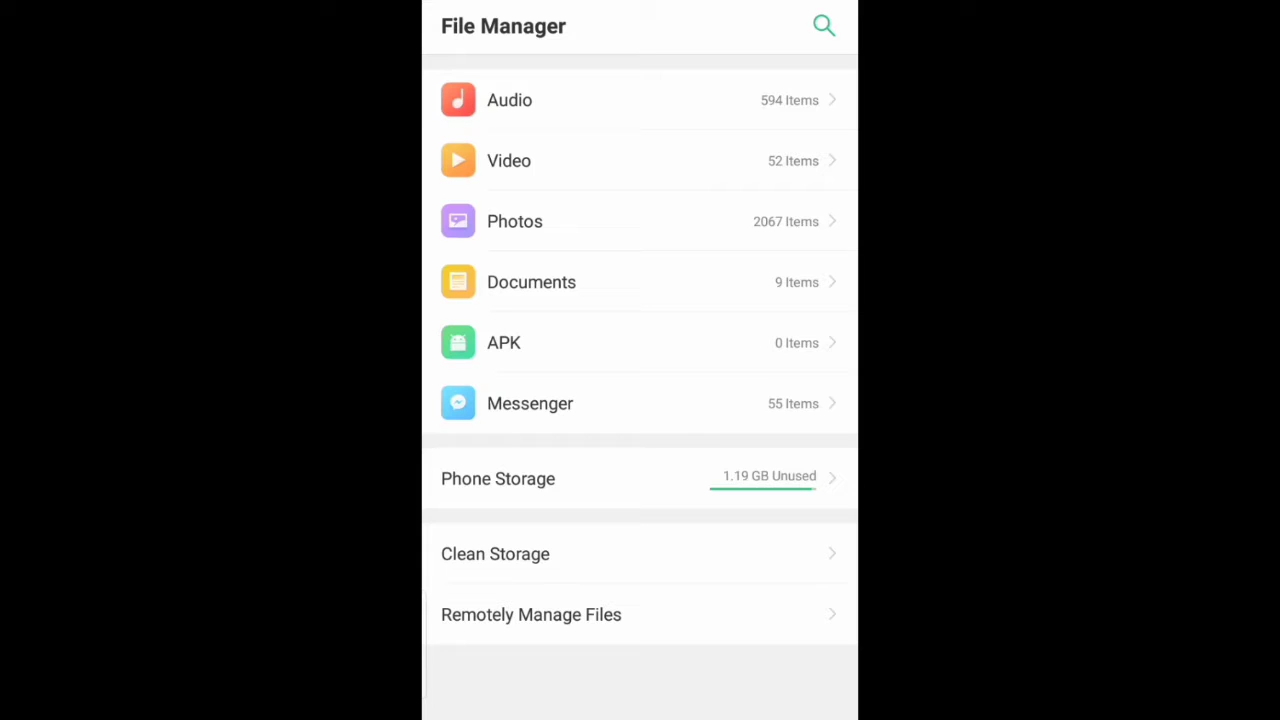 File Manager
Audio 594 Items
Video 52 Items
Photos 2067 Items
Documents 9 Items
APK 0 Items
Messenger 55 Items
Phone Storage 1.19 GB Unused
Clean Storage
Remotely Manage Files